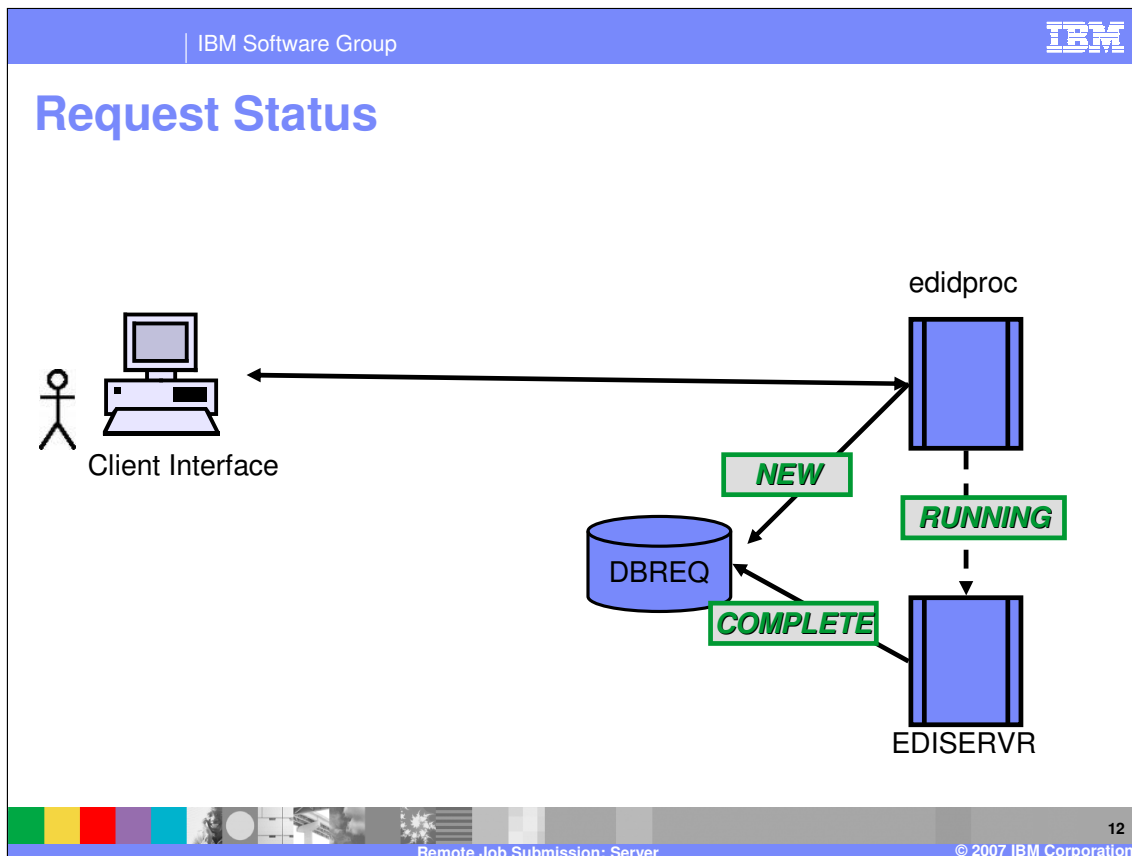 IBM Software Group
IBM
Request Status
edidproc
Client Interface
NEW
RUNNING
DBREQ
COMPLETE
EDISERVR
12
Remote Job Submission: Server
© 2007 IBM Corporation